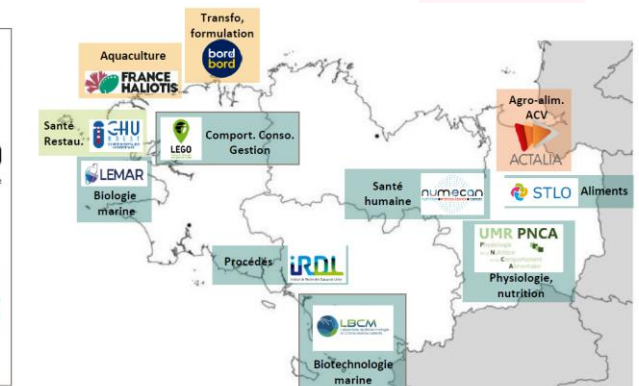 Transfo,
formulation
bord
bord
Aquaculture
FRANCE
HALIOTIS
Santé
Restau.
CHU
BREST
LEGO
Comport. Conso.
Gestion
LEMAR
Biologie
marine
Agro-alim.
ACV
ACTALIA
Santé
humaine
numecan
STLO
Aliments
UMR PNCA
Physiologie,
nutrition
Procédés
IRDL
LBCM
Biotechnologie
marine